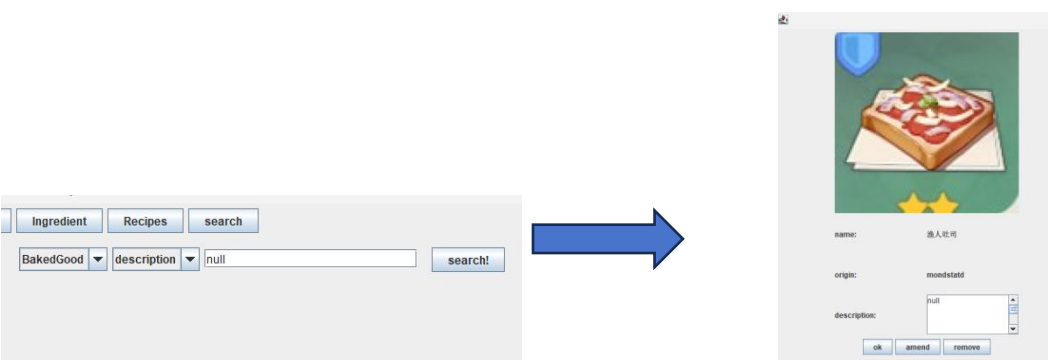 Ingredient Recipes search
BakedGood description null search!
name: 渔人吐司
origin: mondstatd
description: null
ok amend remove